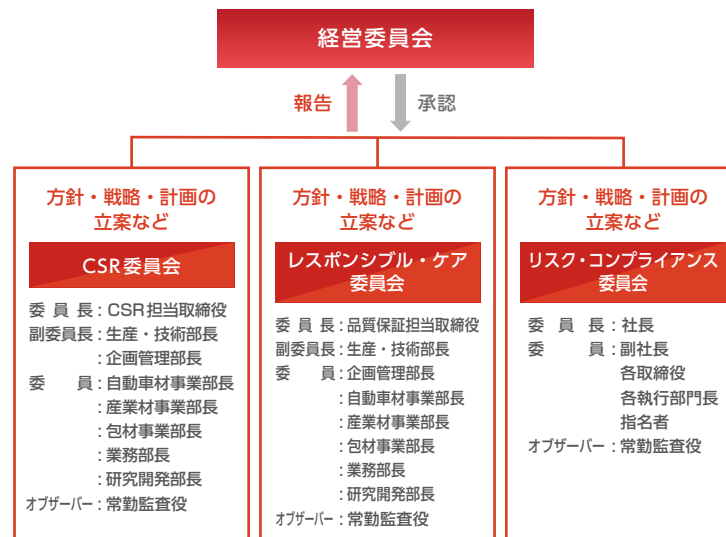 経営委員会
報告
承認
方針・戦略・計画の
立案など
CSR委員会
委員長：CSR担当取締役
副委員長：生産・技術部長
：企画管理部長
委員：自動車材事業部長
：産業材事業部長
：包材事業部長
：業務部長
：研究開発部長
オブザーバー：常勤監査役
方針・戦略・計画の
立案など
レスポンシブル・ケア
委員会
委員長：品質保証担当取締役
副委員長：生産・技術部長
委員：企画管理部長
：自動車材事業部長
：産業材事業部長
：包材事業部長
：業務部長
：研究開発部長
オブザーバー：常勤監査役
方針・戦略・計画の
立案など
リスク・コンプライアンス
委員会
委員長：社長
委員：副社長
各取締役
各執行部門長
指名者
オブザーバー：常勤監査役